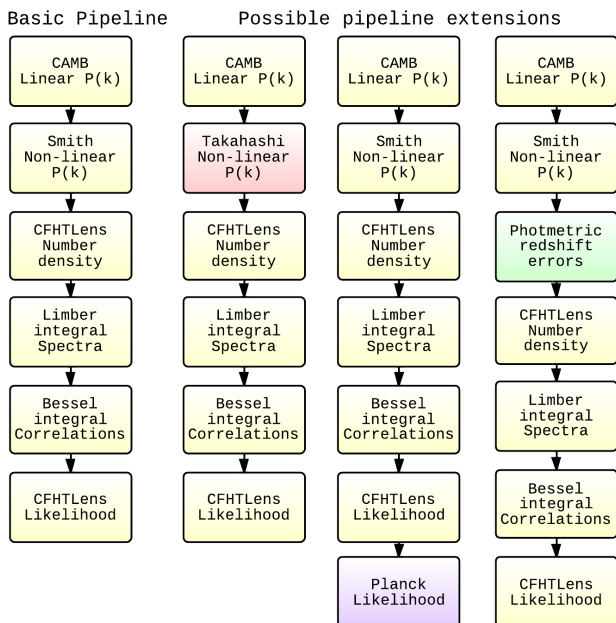 Basic Pipeline
Possible pipeline extensions
CAMB
Linear P(k)
Smith
Non-linear
P(k)
CFHTLens
Number
density
Limber
integral
Spectra
Bessel
integral
Correlations
CFHTLens
Likelihood
CAMB
Linear P(k)
Takahashi
Non-linear
P(k)
CFHTLens
Number
density
Limber
integral
Spectra
Bessel
integral
Correlations
CFHTLens
Likelihood
CAMB
Linear P(k)
Smith
Non-linear
P(k)
CFHTLens
Number
density
Limber
integral
Spectra
Bessel
integral
Correlations
CFHTLens
Likelihood
Planck
Likelihood
CAMB
Linear P(k)
Smith
Non-linear
P(k)
Photmetric
redshift
errors
CFHTLens
Number
density
Limber
integral
Spectra
Bessel
integral
Correlations
CFHTLens
Likelihood